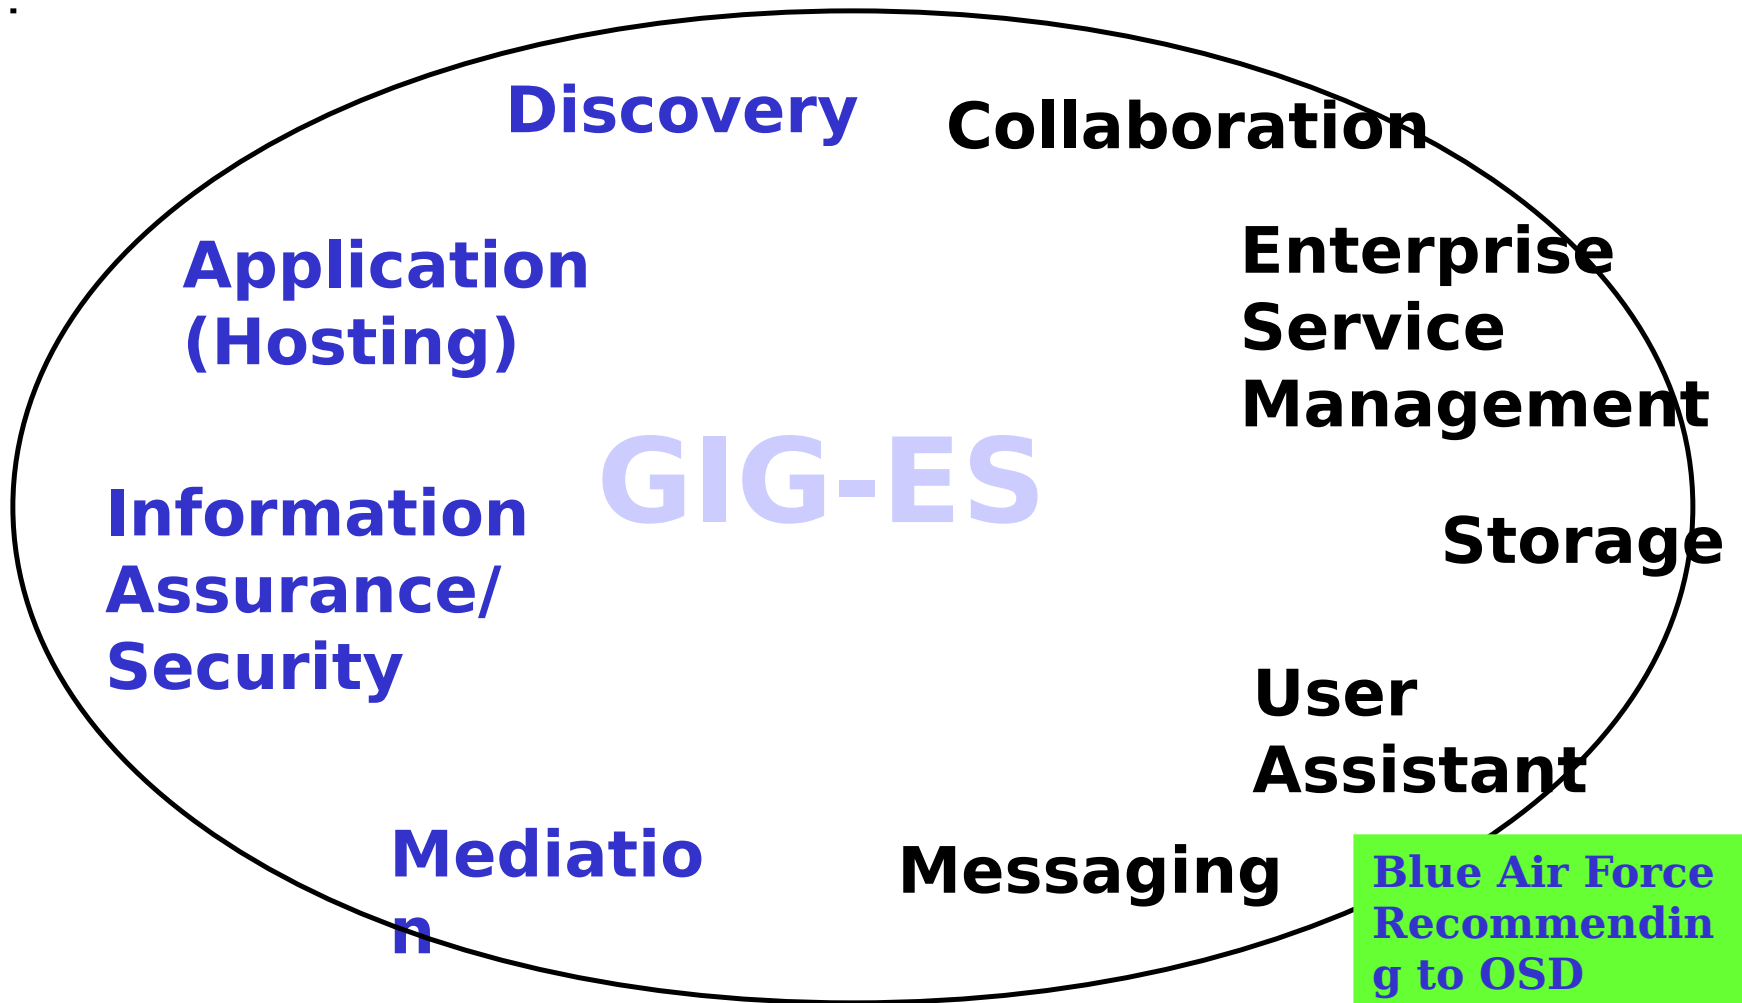 Discovery
Collaboration
Application
(Hosting)
Enterprise
Service
Management
GIG-ES
Information
Assurance/
Security
Storage
User
Assistant
Mediatio
n
Messaging
Blue Air Force
Recommendin
g to OSD